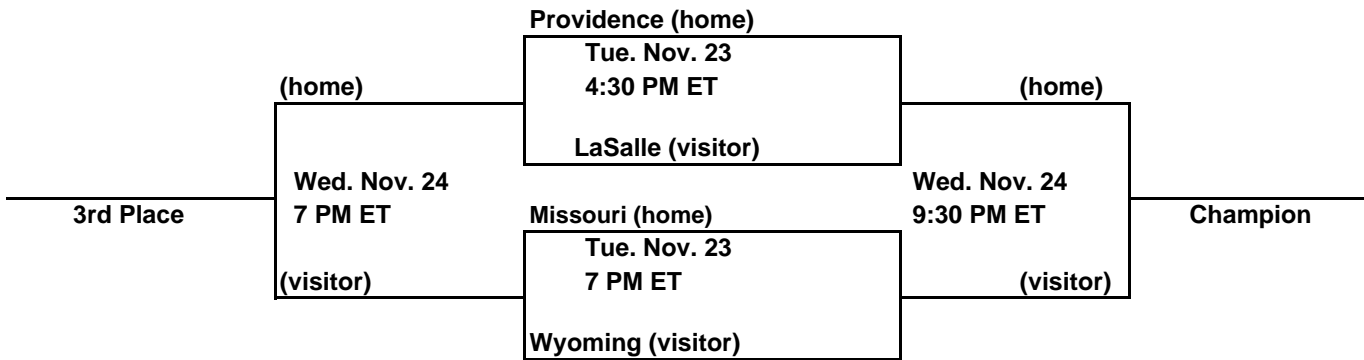 Providence (home)
Tue. Nov. 23
4:30 PM ET
(home)
(home)
LaSalle (visitor)
Wed. Nov. 24
7 PM ET
Wed. Nov. 24
9:30 PM ET
3rd Place
Missouri (home)
Champion
Tue. Nov. 23
7 PM ET
(visitor)
(visitor)
Wyoming (visitor)